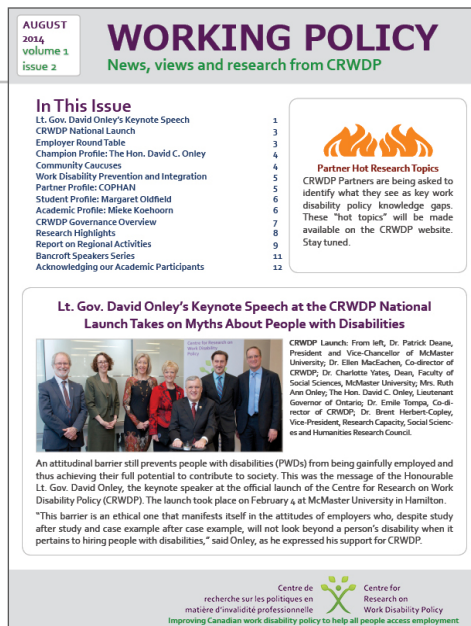 AUGUST
2014
volume 1
issue 2
WORKING POLICY
News, views and research from CRWDP
In This Issue
Lt. Gov. David Onley's Keynote Speech 1
CRWDP National Launch 3
Employer Round Table 3
Champion Profile: The Hon. David C. Onley 4
Community Caucuses 4
Work Disability Prevention and Integration 5
Partner Profile: COPHAN 5
Student Profile: Margaret Oldfield 6
Academic Profile: Mieke Koehoorn 6
CRWDP Governance Overview 7
Research Highlights 8
Report on Regional Activities 9
Bancroft Speakers Series 11
Acknowledging our Academic Participants 12
Partner Hot Research Topics
CRWDP Partners are being asked to
identify what they see as key work
disability policy knowledge gaps.
These "hot topics" will be made
available on the CRWDP website.
Stay tuned.
Lt. Gov. David Onley's Keynote Speech at the CRWDP National
Launch Takes on Myths About People with Disabilities
Centre for Research on
Work Disability
Policy
CRWDP Launch: From left, Dr. Patrick Deane,
President and Vice-Chancellor of McMaster
University; Dr. Ellen MacEachen, Co-director of
CRWDP; Dr. Charlotte Yates, Dean, Faculty of
Social Sciences, McMaster University; Mrs. Ruth
Ann Onley; The Hon. David C. Onley, Lieutenant
Governor of Ontario; Dr. Emile Tompa, Co-di-
rector of CRWDP; Dr. Brent Herbert-Copley,
Vice-President, Research Capacity, Social Scienc-
es and Humanities Research Council.
An attitudinal barrier still prevents people with disabilities (PWDs) from being gainfully employed and
thus achieving their full potential to contribute to society. This was the message of the Honourable
Lt. Gov. David Onley, the keynote speaker at the official launch of the Centre for Research on Work
Disability Policy (CRWDP). The launch took place on February 4 at McMaster University in Hamilton.
"This barrier is an ethical one that manifests itself in the attitudes of employers who, despite study
after study and case example after case example, will not look beyond a person's disability when it
pertains to hiring people with disabilities," said Onley, as he expressed his support for CRWDP.
Centre de
recherche sur les politiques en
matière d'invalidité professionnelle
Centre for
Research on
Work Disability Policy
Improving Canadian work disability policy to help all people access employment